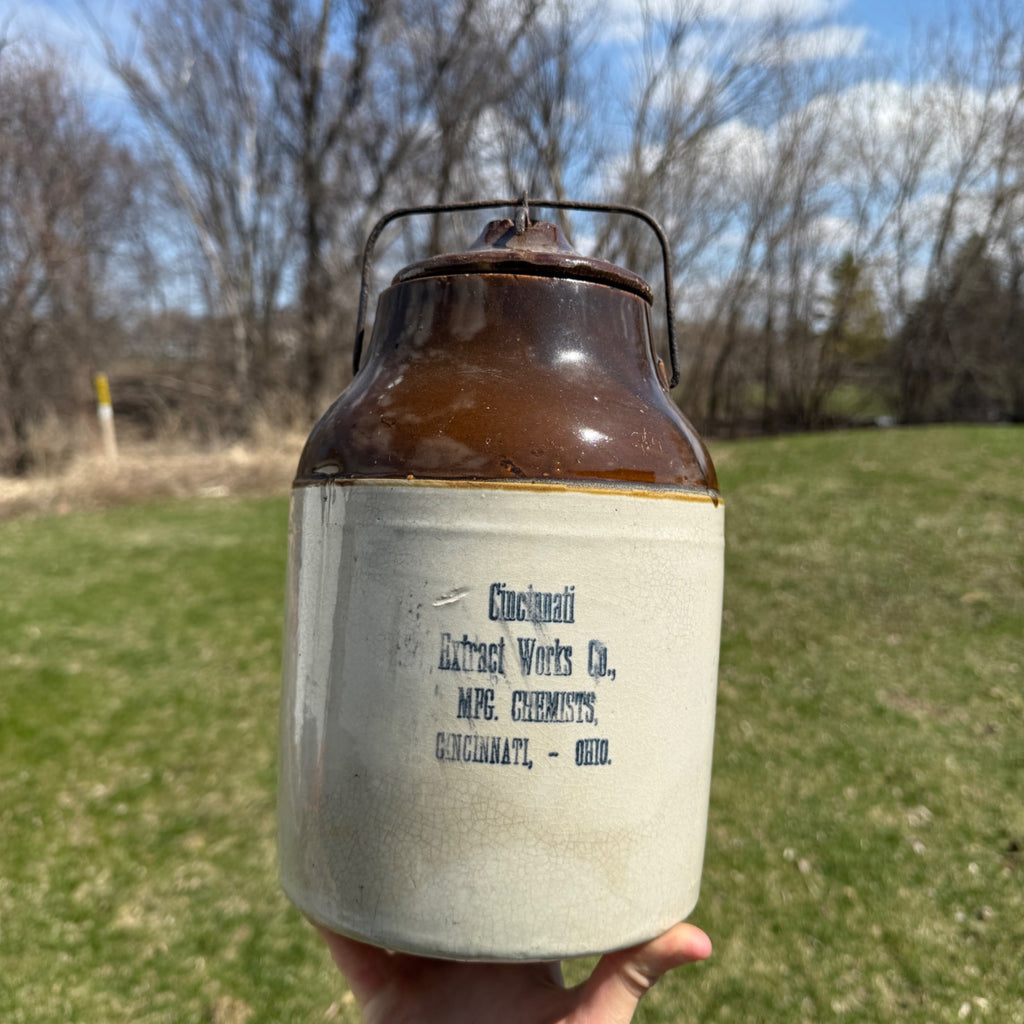 Cincinnati
Extract Works Co.,
MFG. CHEMISTS,
CINCINNATI, - OHIO.